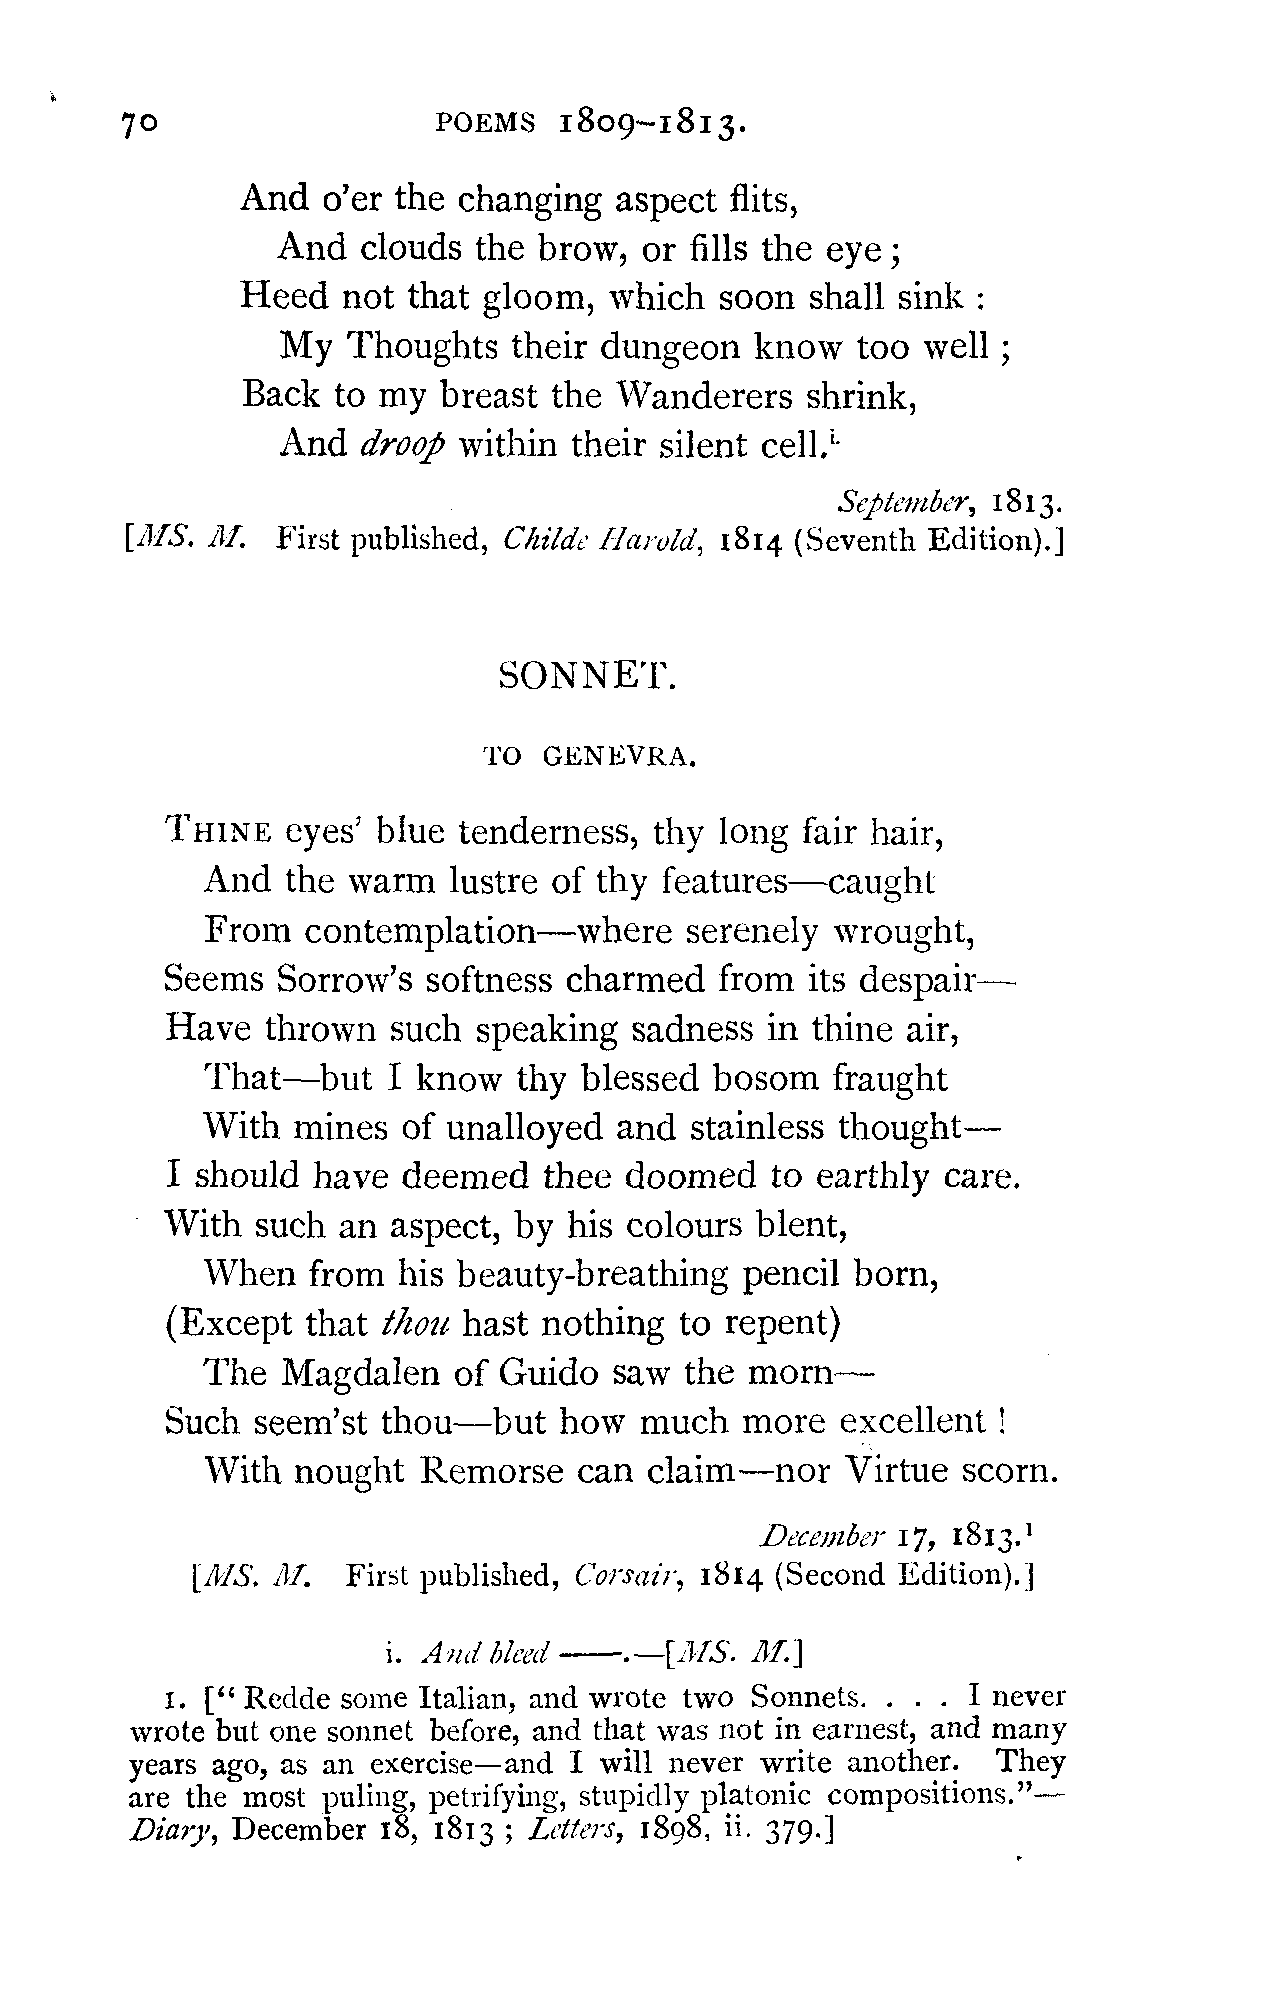 70 POEMS 1809–1813.
And o'er the changing aspect flits,
And clouds the brow, or fills the eye ;
Heed not that gloom, which soon shall sink :
My Thoughts their dungeon know too well ;
Back to my breast the Wanderers shrink,
And droop within their silent cell.i.
September, 1813.
[MS. M. First published, Childe Harold, 1814 (Seventh Edition).]
SONNET.
TO GENEVRA.
THINE eyes' blue tenderness, thy long fair hair,
And the warm lustre of thy features—caught
From contemplation—where serenely wrought,
Seems Sorrow's softness charmed from its despair—
Have thrown such speaking sadness in thine air,
That—but I know thy blessed bosom fraught
With mines of unalloyed and stainless thought—
I should have deemed thee doomed to earthly care.
With such an aspect, by his colours blent,
When from his beauty-breathing pencil born,
(Except that thou hast nothing to repent)
The Magdalen of Guido saw the morn—
Such seem'st thou—but how much more excellent !
With nought Remorse can claim—nor Virtue scorn.
December 17, 1813.1
[MS. M. First published, Corsair, 1814 (Second Edition).]
i. And bleed ——.—[MS. M.]
1. ["Redde some Italian, and wrote two Sonnets. . . . I never
wrote but one sonnet before, and that was not in earnest, and many
years ago, as an exercise—and I will never write another. They
are the most puling, petrifying, stupidly platonic compositions."—
Diary, December 18, 1813 ; Letters, 1898, ii. 379.]